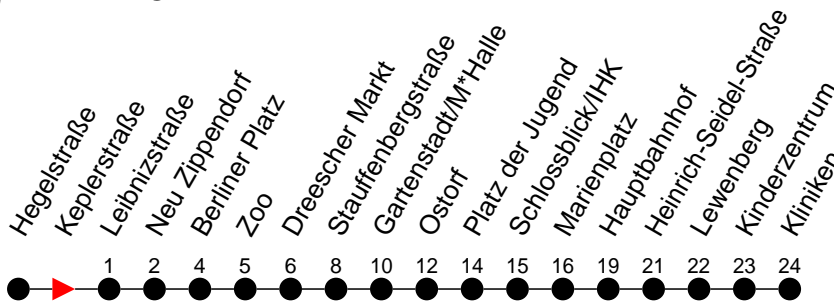 Hegelstraße
Keplerstraße
Leibnizstraße
Neu Zippendorf
Berliner Platz
Zoo
Dreescher Markt
Stauffenbergstraße
Gartenstadt/M*Halle
Ostorf
Platz der Jugend
Schlossblick/IHK
Marienplatz
Hauptbahnhof
Heinrich-Seidel-Straße
Lewenberg
Kinderzentrum
Kliniken
1 2 4 5 6 8 10 12 14 15 16 19 21 22 23 24